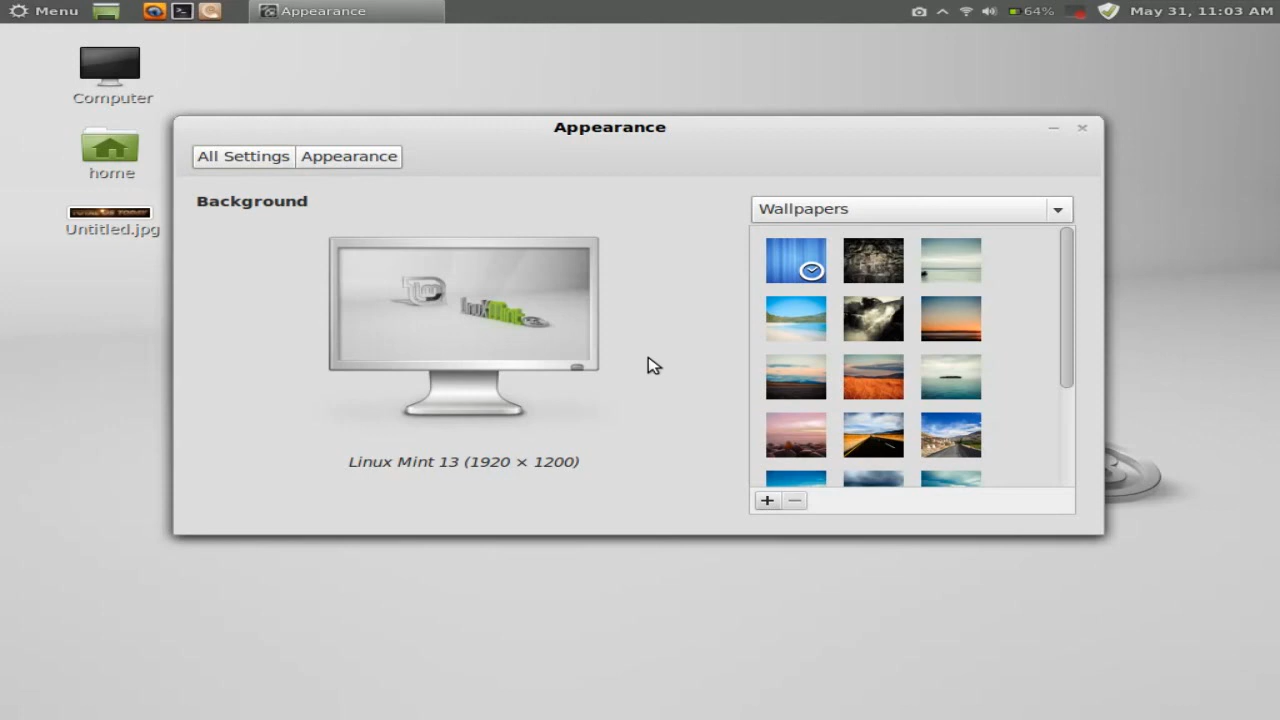 Menu
Appearance
64%
May 31, 11:03 AM
Computer
home
Untitled.jpg
Appearance
All Settings
Appearance
Background
Wallpapers
Linux Mint 13 (1920 × 1200)